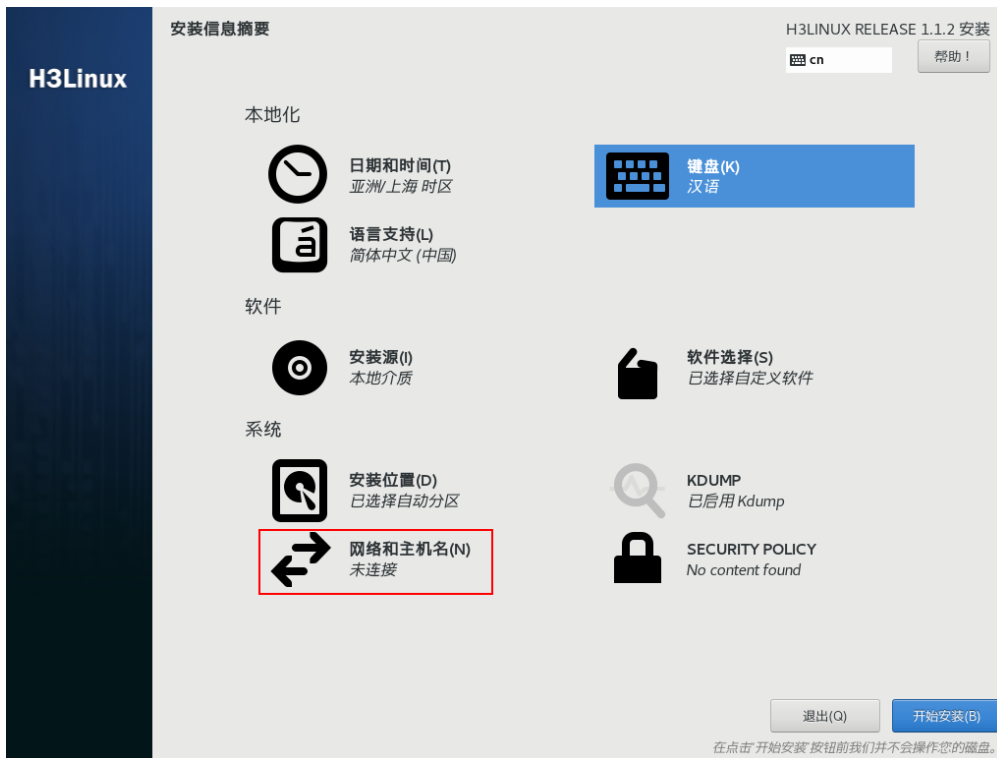 安装信息摘要
H3LINUX RELEASE 1.1.2 安装
cn
帮助！
H3Linux
本地化
日期和时间(T)
亚洲/上海 时区
键盘(K)
汉语
á
语言支持(L)
简体中文 (中国)
软件
安装源(I)
本地介质
软件选择(S)
已选择自定义软件
系统
安装位置(D)
已选择自动分区
KDUMP
已启用 Kdump
网络和主机名(N)
未连接
SECURITY POLICY
No content found
退出(Q)
开始安装(B)
在点击'开始安装'按钮前我们并不会操作您的磁盘。